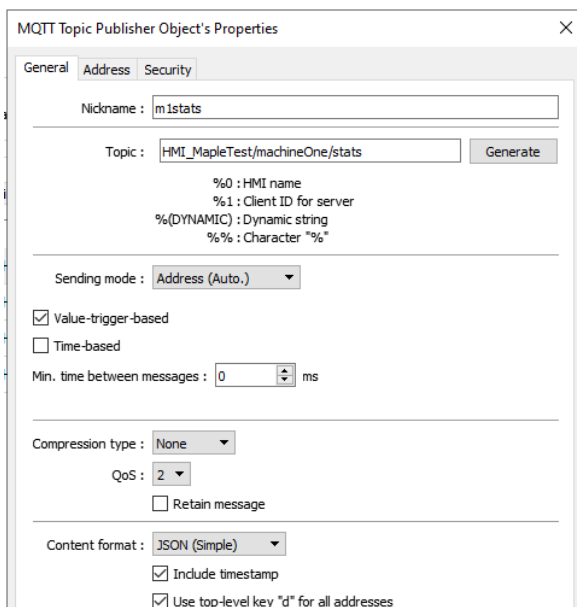 MQTT Topic Publisher Object's Properties
General Address Security
Nickname : m1stats
Topic : HMI_MapleTest/machineOne/stats Generate
%0 : HMI name
%1 : Client ID for server
%(DYNAMIC) : Dynamic string
%% : Character "%"
Sending mode : Address (Auto.)
Value-trigger-based
Time-based
Min. time between messages : 0 ms
Compression type : None
QoS : 2
Retain message
Content format : JSON (Simple)
Include timestamp
Use top-level key "d" for all addresses